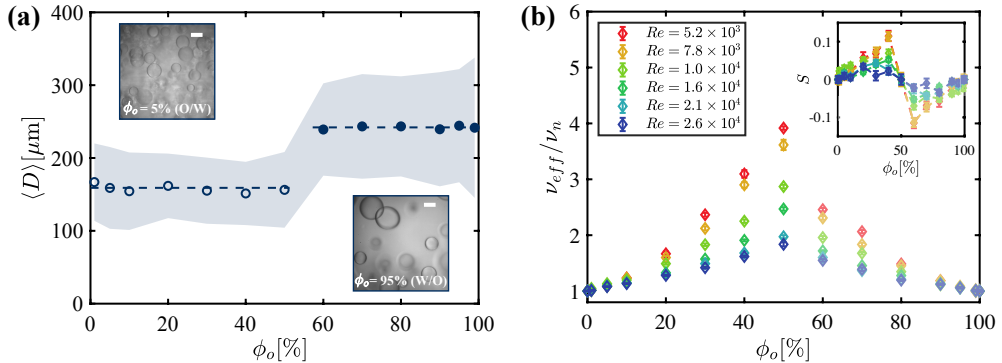 (a)
400
300
200
100
0
⟨D⟩[μm]
ϕₒ = 5% (O/W)
ϕₒ = 95% (W/O)
0 20 40 60 80 100
ϕₒ[%]
(b)
6
5
4
3
2
1
ν_eff/ν_n
Re = 5.2 × 10³
Re = 7.8 × 10³
Re = 1.0 × 10⁴
Re = 1.6 × 10⁴
Re = 2.1 × 10⁴
Re = 2.6 × 10⁴
0.1
0
-0.1
S
0 50 100
ϕₒ[%]
0 20 40 60 80 100
ϕₒ[%]